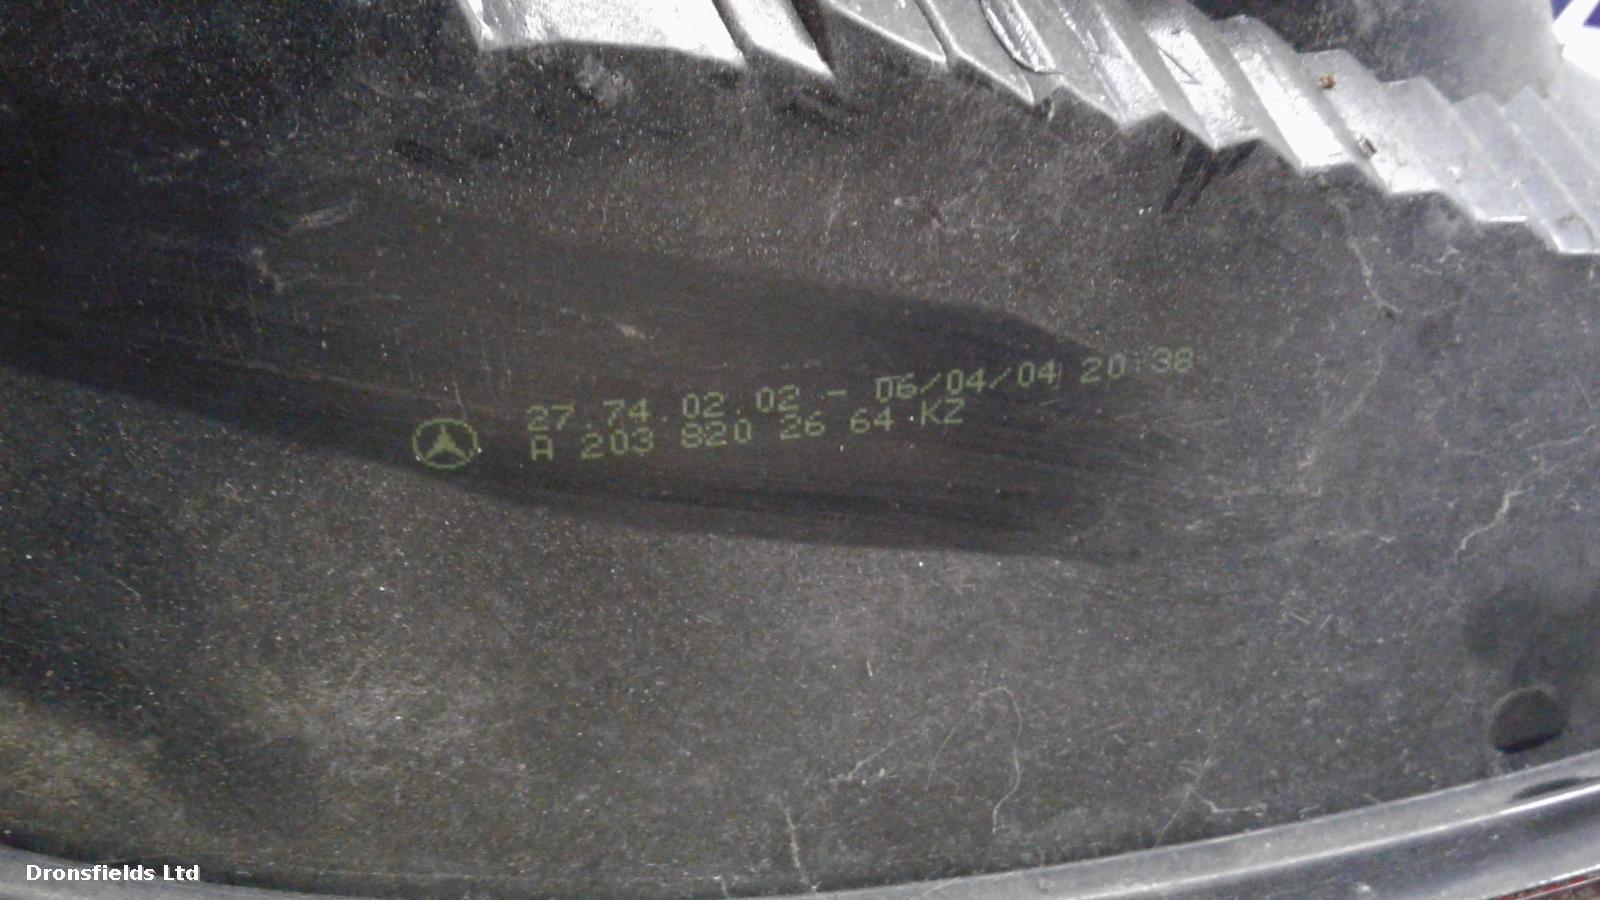 27.74.02.02 - 06/04/04 20:38
A 203 820 26 64 KZ
Dronsfields Ltd